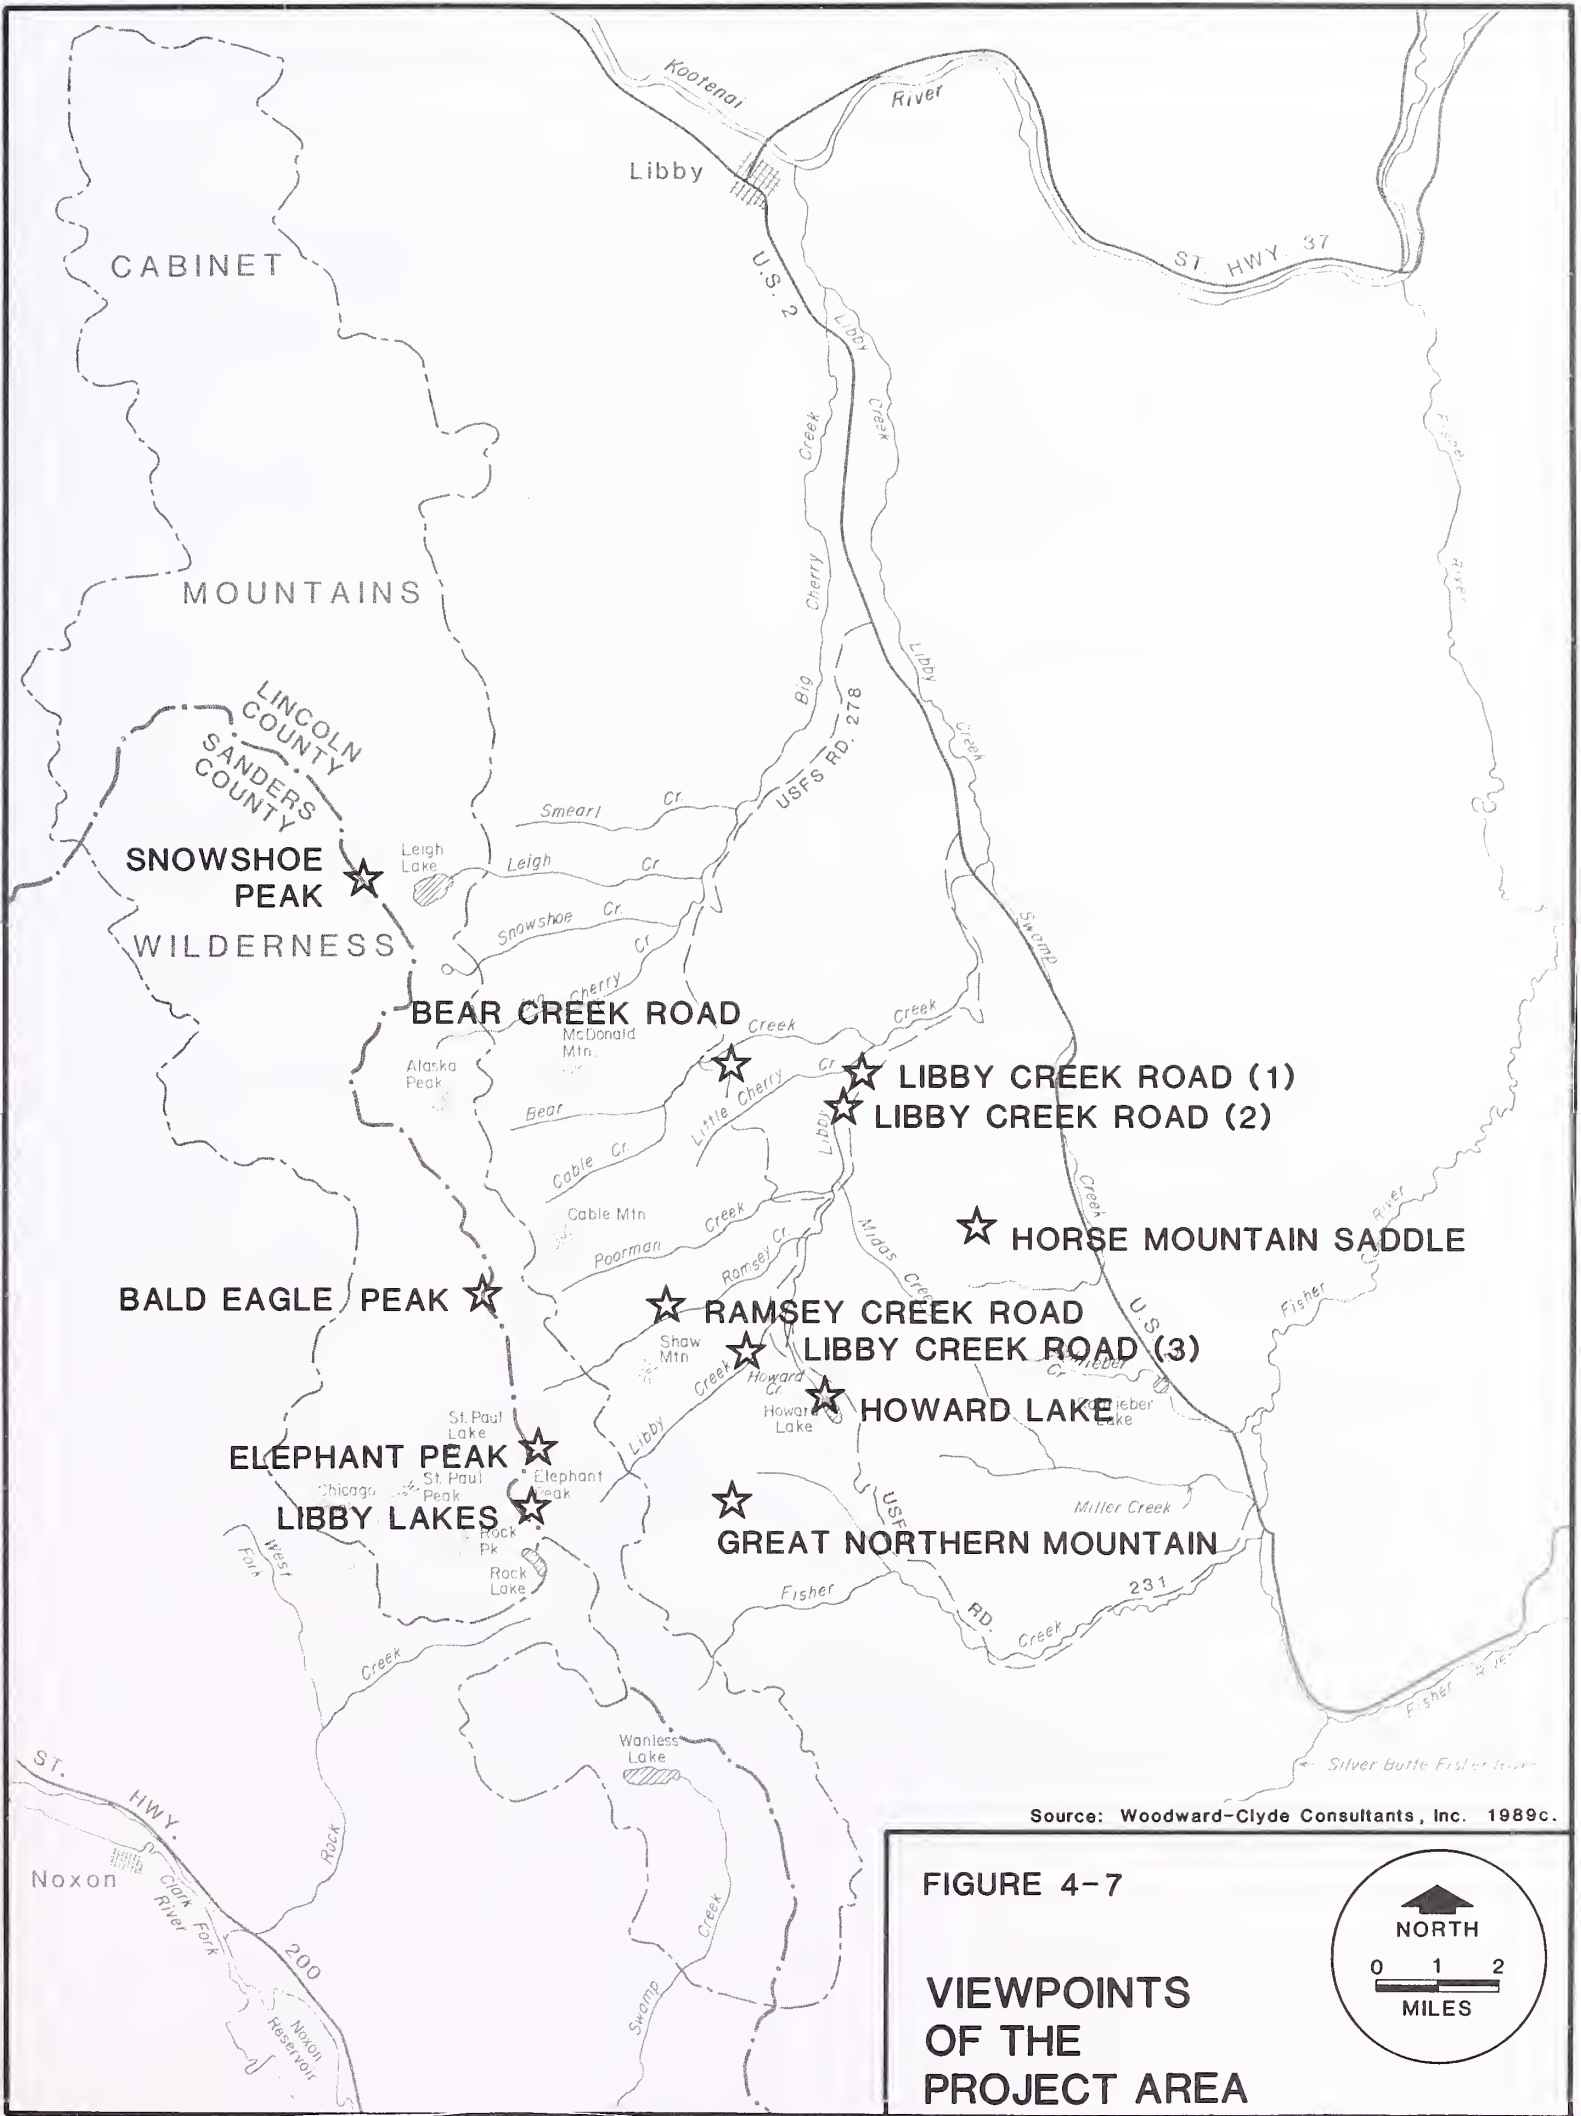 Kootenai
River
Libby
ST. HWY. 37
CABINET
U.S. 2
Libby
Creek
Creek
Fisher
River
MOUNTAINS
Cherry
Big
Libby
Creek
USFS RD. 278
LINCOLN
COUNTY
SANDERS
COUNTY
Smearl Cr.
Leigh
Lake
Leigh Cr
SNOWSHOE
PEAK
Snowshoe Cr.
Swamp
WILDERNESS
Cherry Cr
BEAR CREEK ROAD
McDonald
Mtn.
Creek
Creek
Alaska
Peak
Little Cherry Cr
LIBBY CREEK ROAD (1)
Bear
LIBBY CREEK ROAD (2)
Libby
Cable Cr.
Creek
Cable Mtn
Poorman Creek
Ramsey Cr.
Midas Creek
HORSE MOUNTAIN SADDLE
River
Fisher
BALD EAGLE PEAK
RAMSEY CREEK ROAD
U.S.
Shaw
Mtn
LIBBY CREEK ROAD (3)
Libby Creek
Howard
Cr.
Cr
Howard
Lake
HOWARD LAKE
Lake
St. Paul
Lake
ELEPHANT PEAK
Elephant
Peak
St. Paul
Peak
Chicago
LIBBY LAKES
Rock
Pk
Rock
Lake
Miller Creek
GREAT NORTHERN MOUNTAIN
USFS RD. 231
West
Fork
Fisher
Creek
Creek
Fisher
Wanless
Lake
Silver Butte Fisher River
ST. HWY. 200
Rock
Noxon
Clark Fork
River
Creek
Swamp
Noxon
Reservoir
Source: Woodward-Clyde Consultants, Inc. 1989c.
FIGURE 4-7
VIEWPOINTS
OF THE
PROJECT AREA
NORTH
0 1 2
MILES